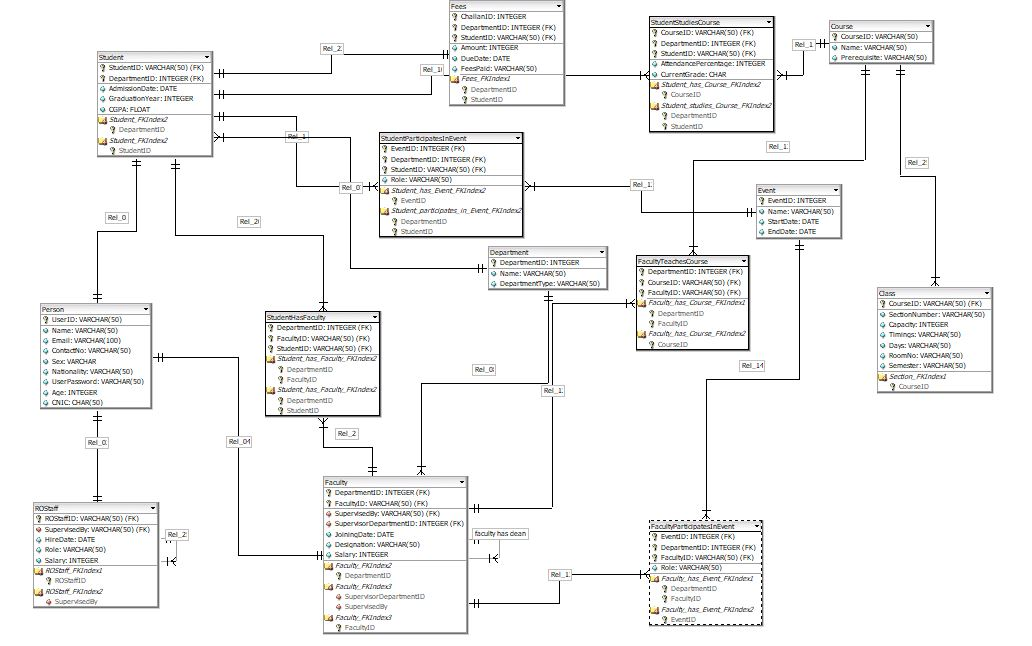 Fees
ChallanID: INTEGER
DepartmentID: INTEGER (FK)
StudentID: VARCHAR(50) (FK)
Amount: INTEGER
DueDate: DATE
FeesPaid: VARCHAR(50)
Fees_FKIndex1
DepartmentID
StudentID
StudentStudiesCourse
CourseID: VARCHAR(50) (FK)
DepartmentID: INTEGER (FK)
StudentID: VARCHAR(50) (FK)
AttendancePercentage: INTEGER
CurrentGrade: CHAR
Student_has_Course_FKIndex2
CourseID
Student_studies_Course_FKIndex2
DepartmentID
StudentID
Course
CourseID: VARCHAR(50)
Name: VARCHAR(50)
Prerequisite: VARCHAR(50)
Student
StudentID: VARCHAR(50) (FK)
DepartmentID: INTEGER (FK)
AdmissionDate: DATE
GraduationYear: INTEGER
CGPA: FLOAT
Student_FKIndex2
DepartmentID
Student_FKIndex2
StudentID
Rel_2
Rel_1
Rel_1
Rel_1
Rel_0
StudentParticipatesInEvent
EventID: INTEGER (FK)
DepartmentID: INTEGER (FK)
StudentID: VARCHAR(50) (FK)
Role: VARCHAR(50)
Student_has_Event_FKIndex2
EventID
Student_participates_in_Event_FKIndex2
DepartmentID
StudentID
Rel_1
Rel_1
Rel_2
Event
EventID: INTEGER
Name: VARCHAR(50)
StartDate: DATE
EndDate: DATE
Rel_0
Rel_2
Department
DepartmentID: INTEGER
Name: VARCHAR(50)
DepartmentType: VARCHAR(50)
FacultyTeachesCourse
DepartmentID: INTEGER (FK)
CourseID: VARCHAR(50) (FK)
FacultyID: VARCHAR(50) (FK)
Faculty_has_Course_FKIndex1
DepartmentID
FacultyID
Faculty_has_Course_FKIndex2
CourseID
Class
CourseID: VARCHAR(50) (FK)
SectionNumber: VARCHAR(50)
Capacity: INTEGER
Timings: VARCHAR(50)
Days: VARCHAR(50)
RoomNo: VARCHAR(50)
Semester: VARCHAR(50)
Section_FKIndex1
CourseID
Person
UserID: VARCHAR(50)
Name: VARCHAR(50)
Email: VARCHAR(100)
ContactNo: VARCHAR(50)
Sex: VARCHAR
Nationality: VARCHAR(50)
UserPassword: VARCHAR(50)
Age: INTEGER
CNIC: CHAR(50)
StudentHasFaculty
DepartmentID: INTEGER (FK)
FacultyID: VARCHAR(50) (FK)
StudentID: VARCHAR(50) (FK)
Student_has_Faculty_FKIndex2
DepartmentID
FacultyID
Student_has_Faculty_FKIndex2
DepartmentID
StudentID
Rel_14
Rel_1
Rel_0
Rel_04
Rel_2
Faculty
DepartmentID: INTEGER (FK)
FacultyID: VARCHAR(50) (FK)
SupervisedBy: VARCHAR(50) (FK)
SupervisorDepartmentID: INTEGER (FK)
JoiningDate: DATE
Designation: VARCHAR(50)
Salary: INTEGER
Faculty_FKIndex2
DepartmentID
Faculty_FKIndex3
SupervisorDepartmentID
SupervisedBy
Faculty_FKIndex3
FacultyID
faculty has dean
Rel_1
ROStaff
ROStaffID: VARCHAR(50) (FK)
SupervisedBy: VARCHAR(50) (FK)
HireDate: DATE
Role: VARCHAR(50)
Salary: INTEGER
ROStaff_FKIndex1
ROStaffID
ROStaff_FKIndex2
SupervisedBy
Rel_2
FacultyParticipatesInEvent
EventID: INTEGER (FK)
DepartmentID: INTEGER (FK)
FacultyID: VARCHAR(50) (FK)
Role: VARCHAR(50)
Faculty_has_Event_FKIndex1
DepartmentID
FacultyID
Faculty_has_Event_FKIndex2
EventID